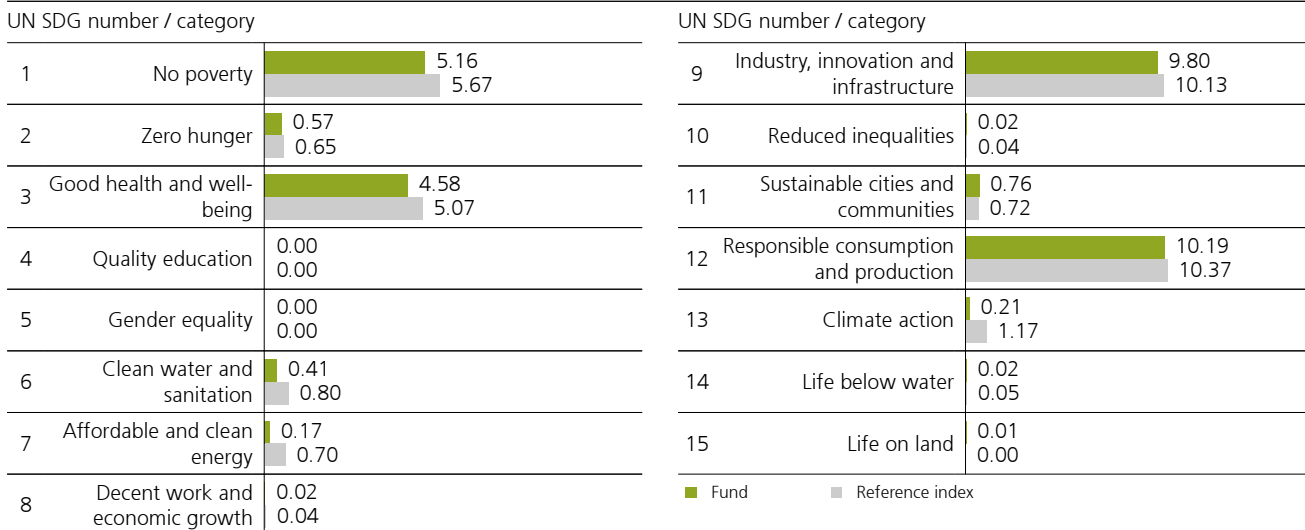 UN SDG number / category
1
No poverty
5.16
5.67
2
Zero hunger
0.57
0.65
3
Good health and well-
being
4.58
5.07
4
Quality education
0.00
0.00
5
Gender equality
0.00
0.00
6
Clean water and
sanitation
0.41
0.80
7
Affordable and clean
energy
0.17
0.70
8
Decent work and
economic growth
0.02
0.04
UN SDG number / category
9
Industry, innovation and
infrastructure
9.80
10.13
10
Reduced inequalities
0.02
0.04
11
Sustainable cities and
communities
0.76
0.72
12
Responsible consumption
and production
10.19
10.37
13
Climate action
0.21
1.17
14
Life below water
0.02
0.05
15
Life on land
0.01
0.00
Fund
Reference index